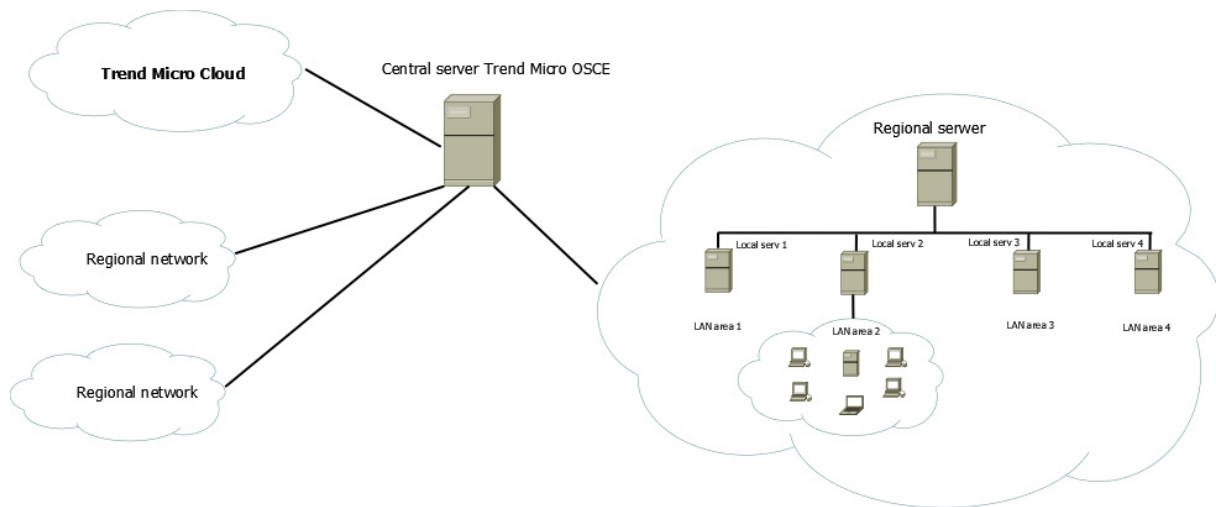 Trend Micro Cloud
Central server Trend Micro OSCE
Regional serwer
Local serv 1
Local serv 2
Local serv 3
Local serv 4
Regional network
LAN area 1
LAN area 2
LAN area 3
LAN area 4
Regional network